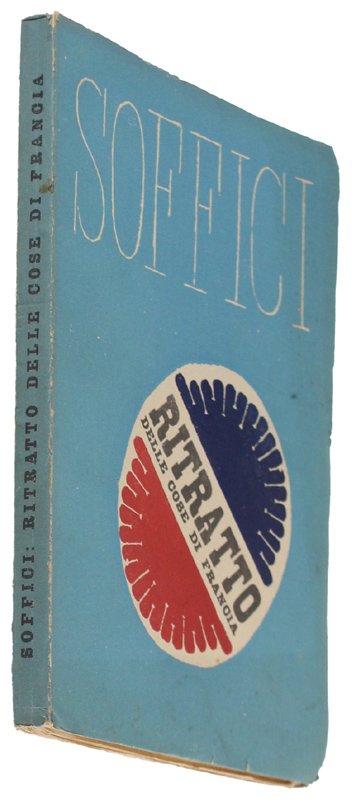 SOFFICI: RITRATTO DELLE COSE DI FRANCIA
SOFFICI
RITRATTO
DELLE COSE DI FRANCIA